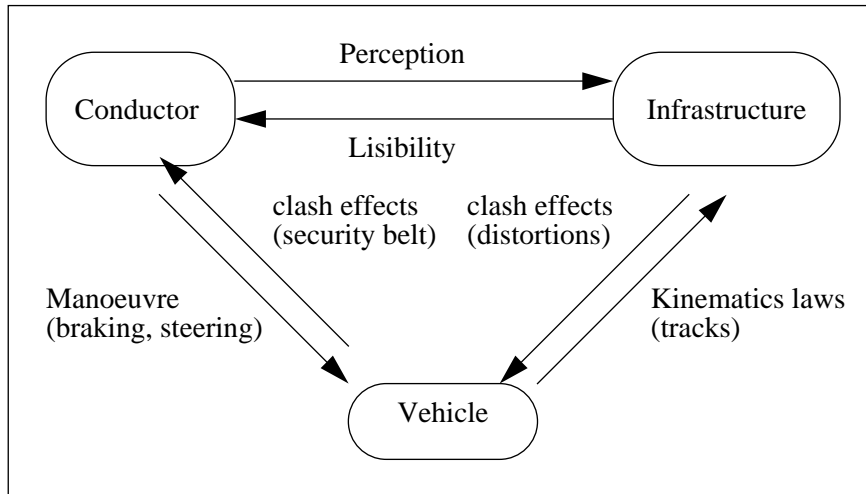 Perception
Conductor
Infrastructure
Lisibility
clash effects
(security belt)
clash effects
(distortions)
Manoeuvre
(braking, steering)
Kinematics laws
(tracks)
Vehicle